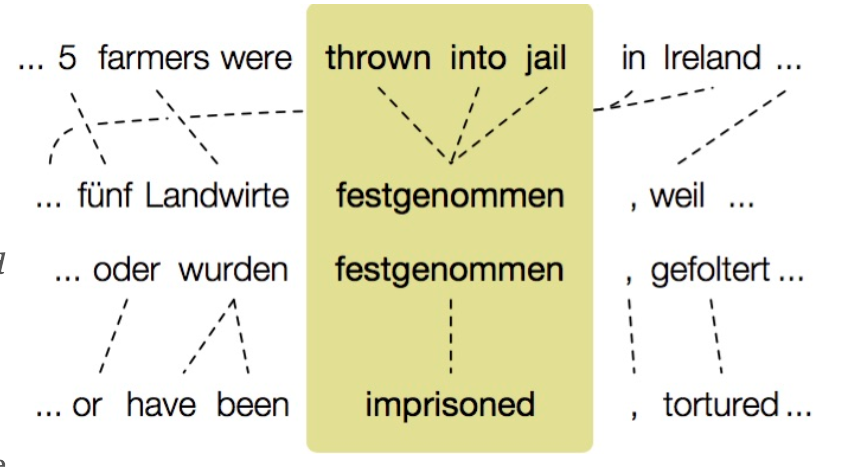 ... 5 farmers were thrown into jail in Ireland ...
... fünf Landwirte festgenommen , weil ...
... oder wurden festgenommen , gefoltert ...
... or have been imprisoned , tortured ...